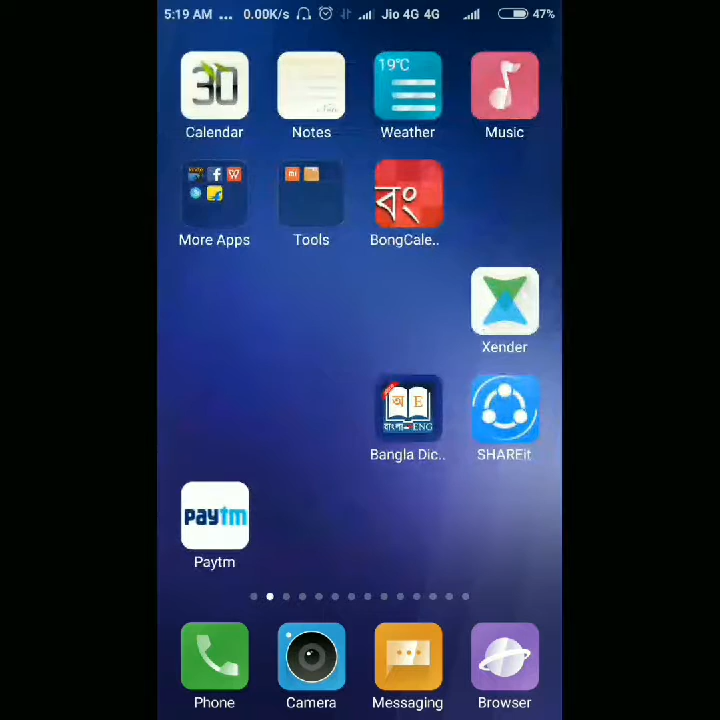 5:19 AM ... 0.00K/s Jio 4G 4G 47%
30 19℃
Calendar Notes Weather Music
বং
More Apps Tools BongCale..
Xender
অ E
বাংলা ENG
Bangla Dic.. SHAREit
paytm
Paytm
Phone Camera Messaging Browser